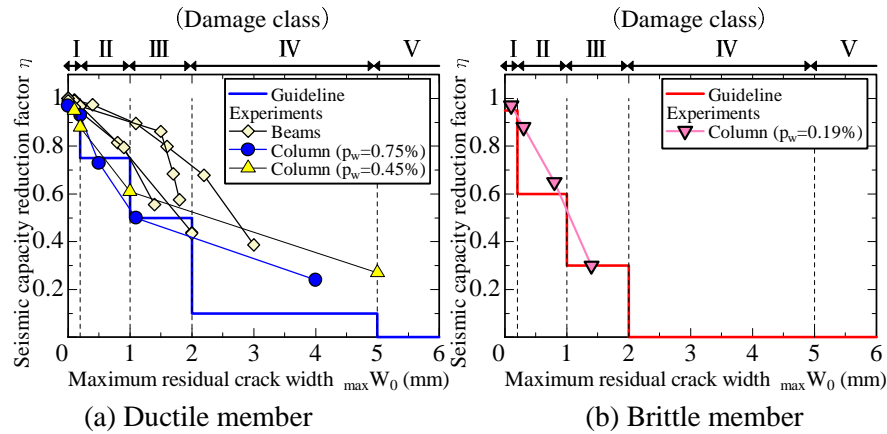 (Damage class)
I II III IV V
Seismic capacity reduction factor η
1
0.8
0.6
0.4
0.2
Guideline
Experiments
Beams
Column (p_w=0.75%)
Column (p_w=0.45%)
0 1 2 3 4 5 6
Maximum residual crack width maxW0 (mm)
(a) Ductile member
(Damage class)
I II III IV V
Seismic capacity reduction factor η
1
0.8
0.6
0.4
0.2
Guideline
Experiments
Column (p_w=0.19%)
0 1 2 3 4 5 6
Maximum residual crack width maxW0 (mm)
(b) Brittle member